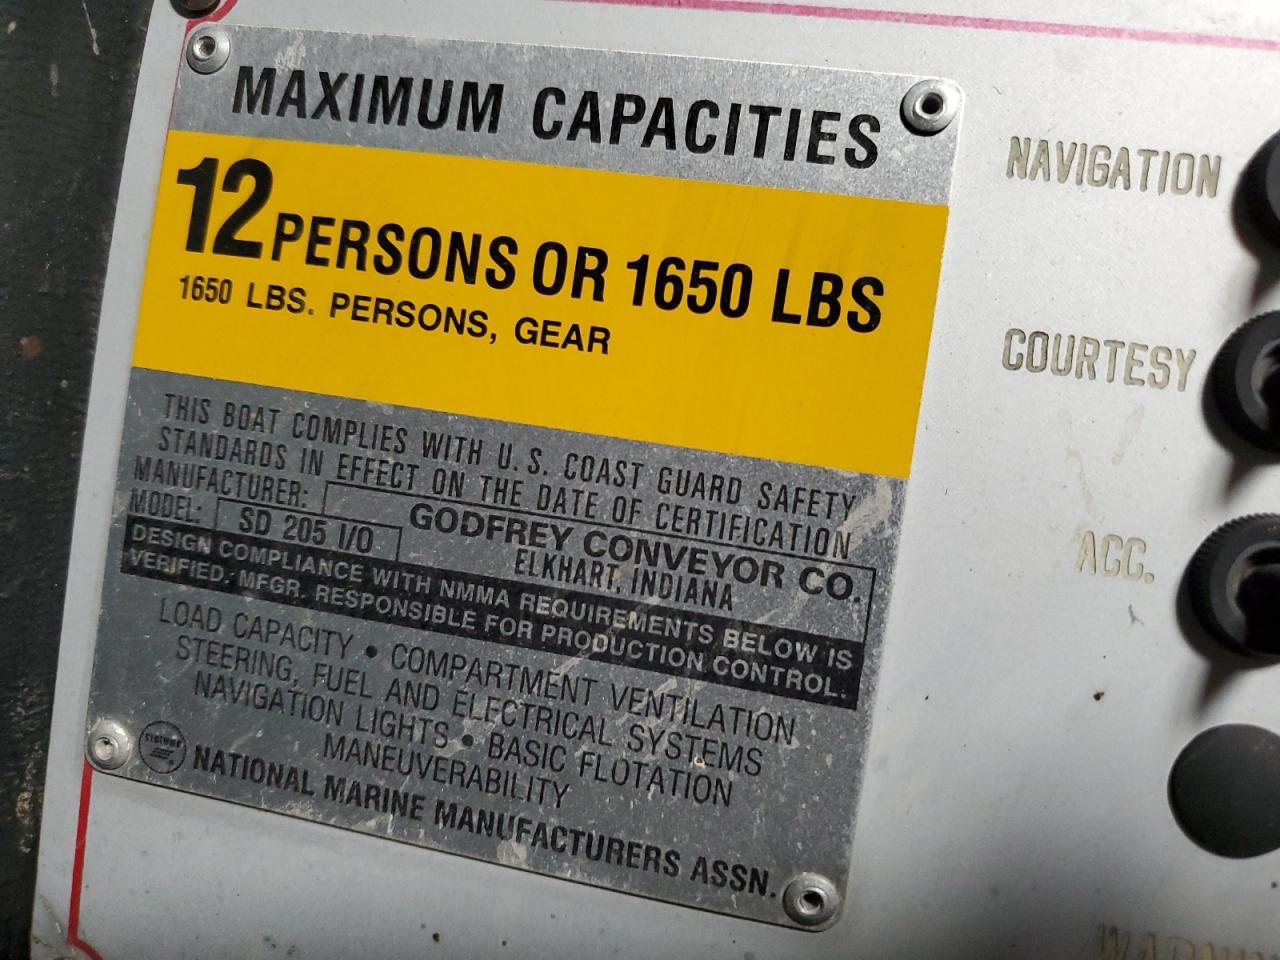 MAXIMUM CAPACITIES
12 PERSONS OR 1650 LBS
1650 LBS. PERSONS, GEAR
THIS BOAT COMPLIES WITH U.S. COAST GUARD SAFETY
STANDARDS IN EFFECT ON THE DATE OF CERTIFICATION
MANUFACTURER: GODFREY CONVEYOR CO.
MODEL: SD 205 I/O ELKHART, INDIANA
DESIGN COMPLIANCE WITH NMMA REQUIREMENTS BELOW IS
VERIFIED. MFGR. RESPONSIBLE FOR PRODUCTION CONTROL.
LOAD CAPACITY • COMPARTMENT VENTILATION
STEERING, FUEL AND ELECTRICAL SYSTEMS
NAVIGATION LIGHTS • BASIC FLOTATION
MANEUVERABILITY
NATIONAL MARINE MANUFACTURERS ASSN.
NAVIGATION
COURTESY
ACC.